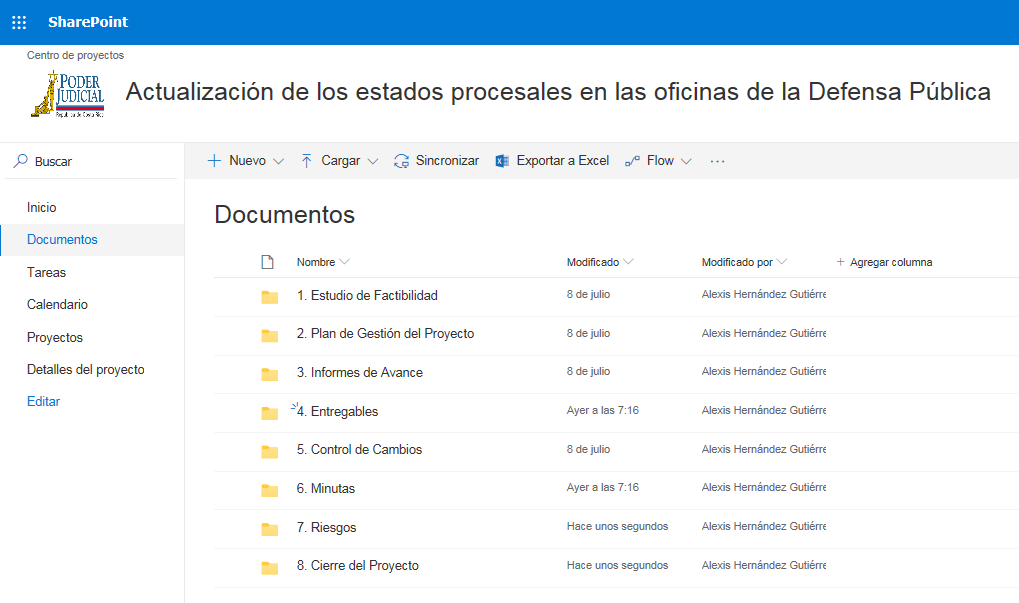 SharePoint
Centro de proyectos
PODER
JUDICIAL
República de Costa Rica
Actualización de los estados procesales en las oficinas de la Defensa Pública
Buscar
Nuevo Cargar Sincronizar Exportar a Excel Flow ...
Inicio
Documentos
Tareas
Calendario
Proyectos
Detalles del proyecto
Editar
Documentos
Nombre Modificado Modificado por + Agregar columna
1. Estudio de Factibilidad 8 de julio Alexis Hernández Gutiérre
2. Plan de Gestión del Proyecto 8 de julio Alexis Hernández Gutiérre
3. Informes de Avance 8 de julio Alexis Hernández Gutiérre
4. Entregables Ayer a las 7:16 Alexis Hernández Gutiérre
5. Control de Cambios 8 de julio Alexis Hernández Gutiérre
6. Minutas Ayer a las 7:16 Alexis Hernández Gutiérre
7. Riesgos Hace unos segundos Alexis Hernández Gutiérre
8. Cierre del Proyecto Hace unos segundos Alexis Hernández Gutiérre